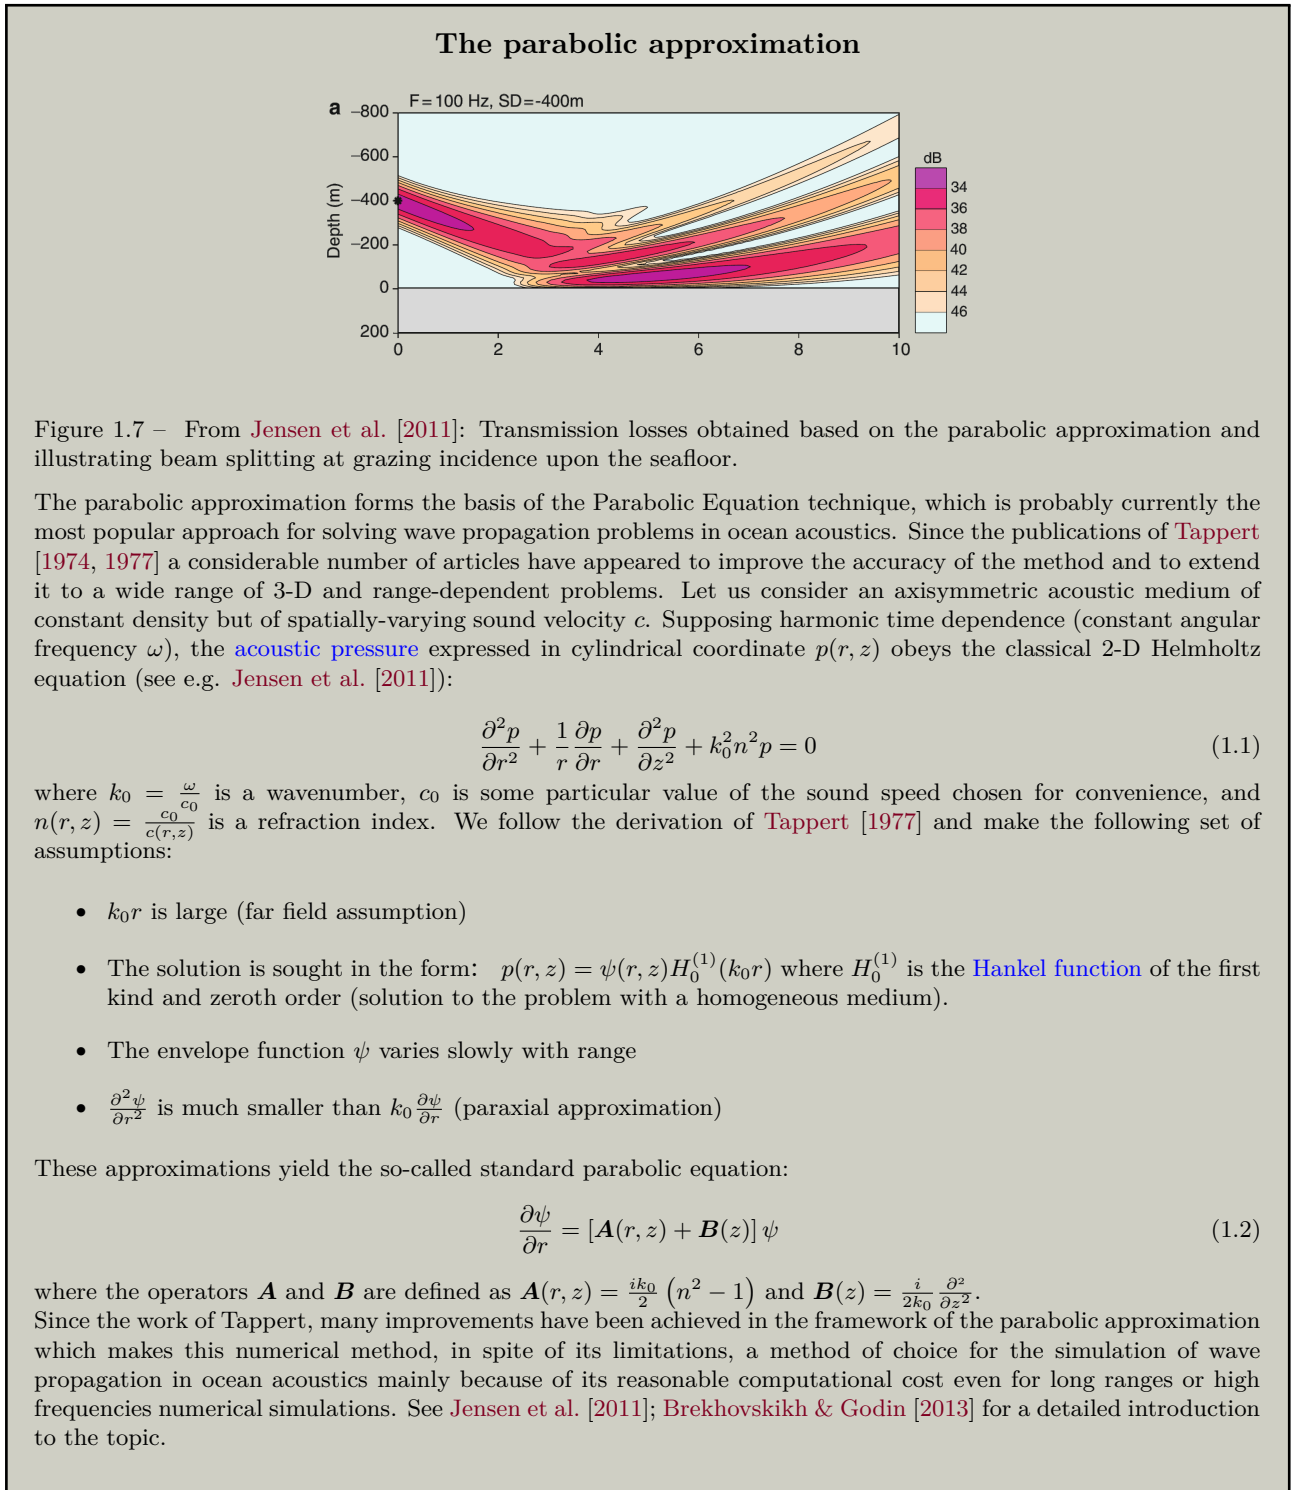 The parabolic approximation
a F=100 Hz, SD=-400m
−800
−600
−400
−200
0
200
Depth (m)
0 2 4 6 8 10
dB
34
36
38
40
42
44
46
Figure 1.7 – From Jensen et al. [2011]: Transmission losses obtained based on the parabolic approximation and
illustrating beam splitting at grazing incidence upon the seafloor.
The parabolic approximation forms the basis of the Parabolic Equation technique, which is probably currently the
most popular approach for solving wave propagation problems in ocean acoustics. Since the publications of Tappert
[1974, 1977] a considerable number of articles have appeared to improve the accuracy of the method and to extend
it to a wide range of 3-D and range-dependent problems. Let us consider an axisymmetric acoustic medium of
constant density but of spatially-varying sound velocity c. Supposing harmonic time dependence (constant angular
frequency ω), the acoustic pressure expressed in cylindrical coordinate p(r, z) obeys the classical 2-D Helmholtz
equation (see e.g. Jensen et al. [2011]):
∂²p/∂r² + 1/r ∂p/∂r + ∂²p/∂z² + k₀²n²p = 0 (1.1)
where k₀ = ω/c₀ is a wavenumber, c₀ is some particular value of the sound speed chosen for convenience, and
n(r, z) = c₀/c(r,z) is a refraction index. We follow the derivation of Tappert [1977] and make the following set of
assumptions:
• k₀r is large (far field assumption)
• The solution is sought in the form: p(r, z) = ψ(r, z)H₀⁽¹⁾(k₀r) where H₀⁽¹⁾ is the Hankel function of the first
kind and zeroth order (solution to the problem with a homogeneous medium).
• The envelope function ψ varies slowly with range
• ∂²ψ/∂r² is much smaller than k₀ ∂ψ/∂r (paraxial approximation)
These approximations yield the so-called standard parabolic equation:
∂ψ/∂r = [A(r, z) + B(z)] ψ (1.2)
where the operators A and B are defined as A(r, z) = ik₀/2 (n² − 1) and B(z) = i/2k₀ ∂²/∂z².
Since the work of Tappert, many improvements have been achieved in the framework of the parabolic approximation
which makes this numerical method, in spite of its limitations, a method of choice for the simulation of wave
propagation in ocean acoustics mainly because of its reasonable computational cost even for long ranges or high
frequencies numerical simulations. See Jensen et al. [2011]; Brekhovskikh & Godin [2013] for a detailed introduction
to the topic.